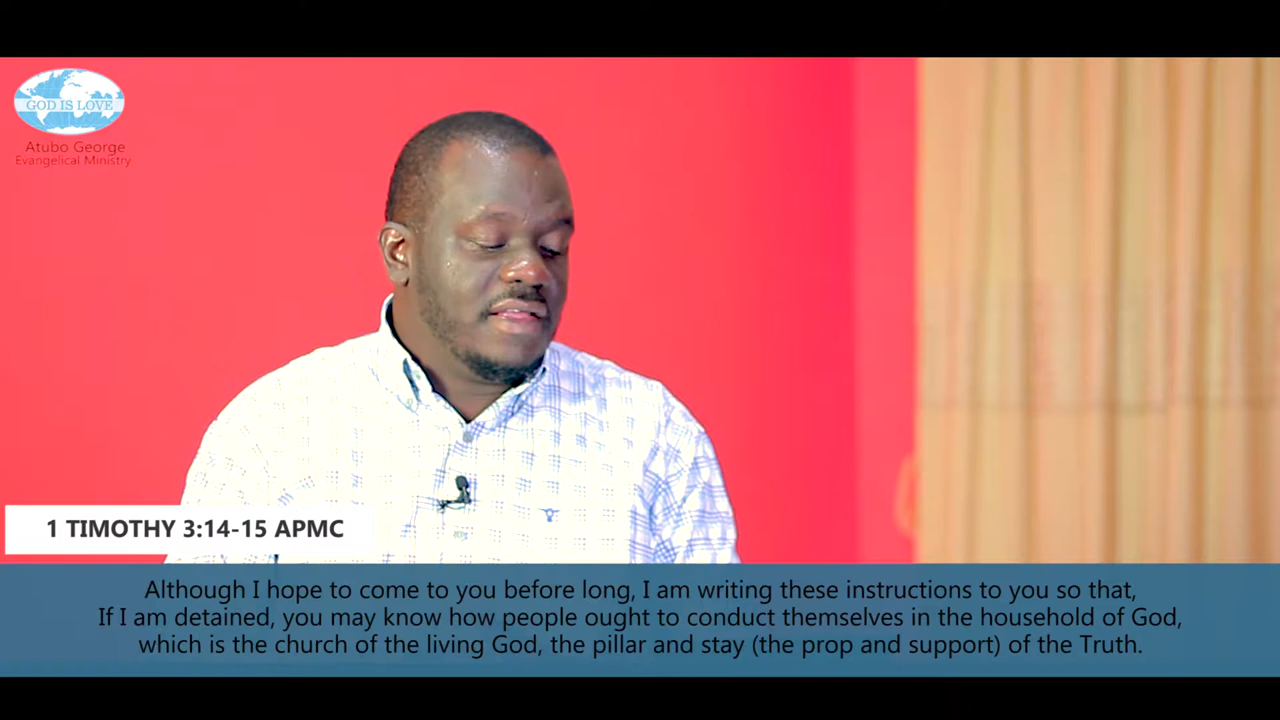 GOD IS LOVE
Atubo George
Evangelical Ministry
1 TIMOTHY 3:14-15 APMC
Although I hope to come to you before long, I am writing these instructions to you so that,
If I am detained, you may know how people ought to conduct themselves in the household of God,
which is the church of the living God, the pillar and stay (the prop and support) of the Truth.